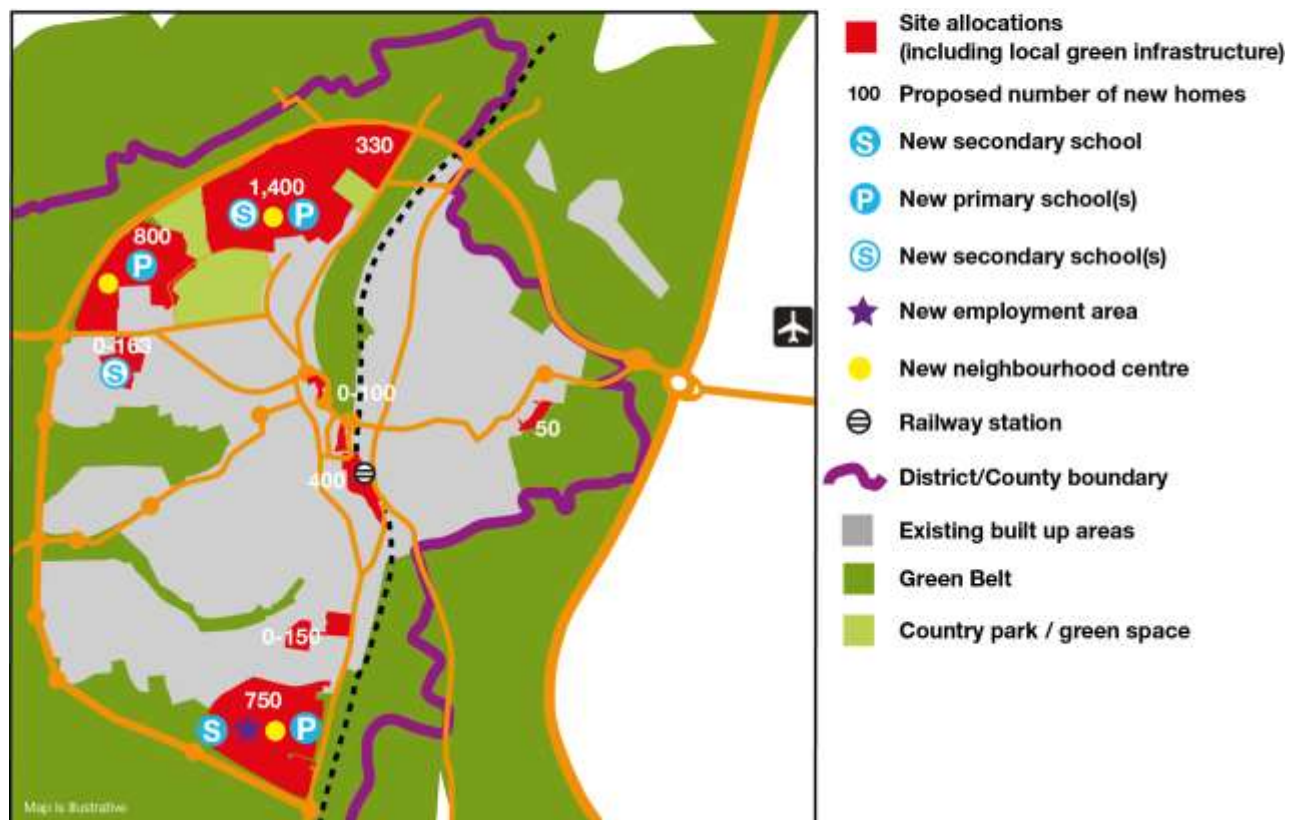 330
1,400
S
P
800
P
0-163
S
0-100
50
400
0-150
750
S
P
Map is illustrative
Site allocations
(including local green infrastructure)
100 Proposed number of new homes
S New secondary school
P New primary school(s)
S New secondary school(s)
New employment area
New neighbourhood centre
Railway station
District/County boundary
Existing built up areas
Green Belt
Country park / green space